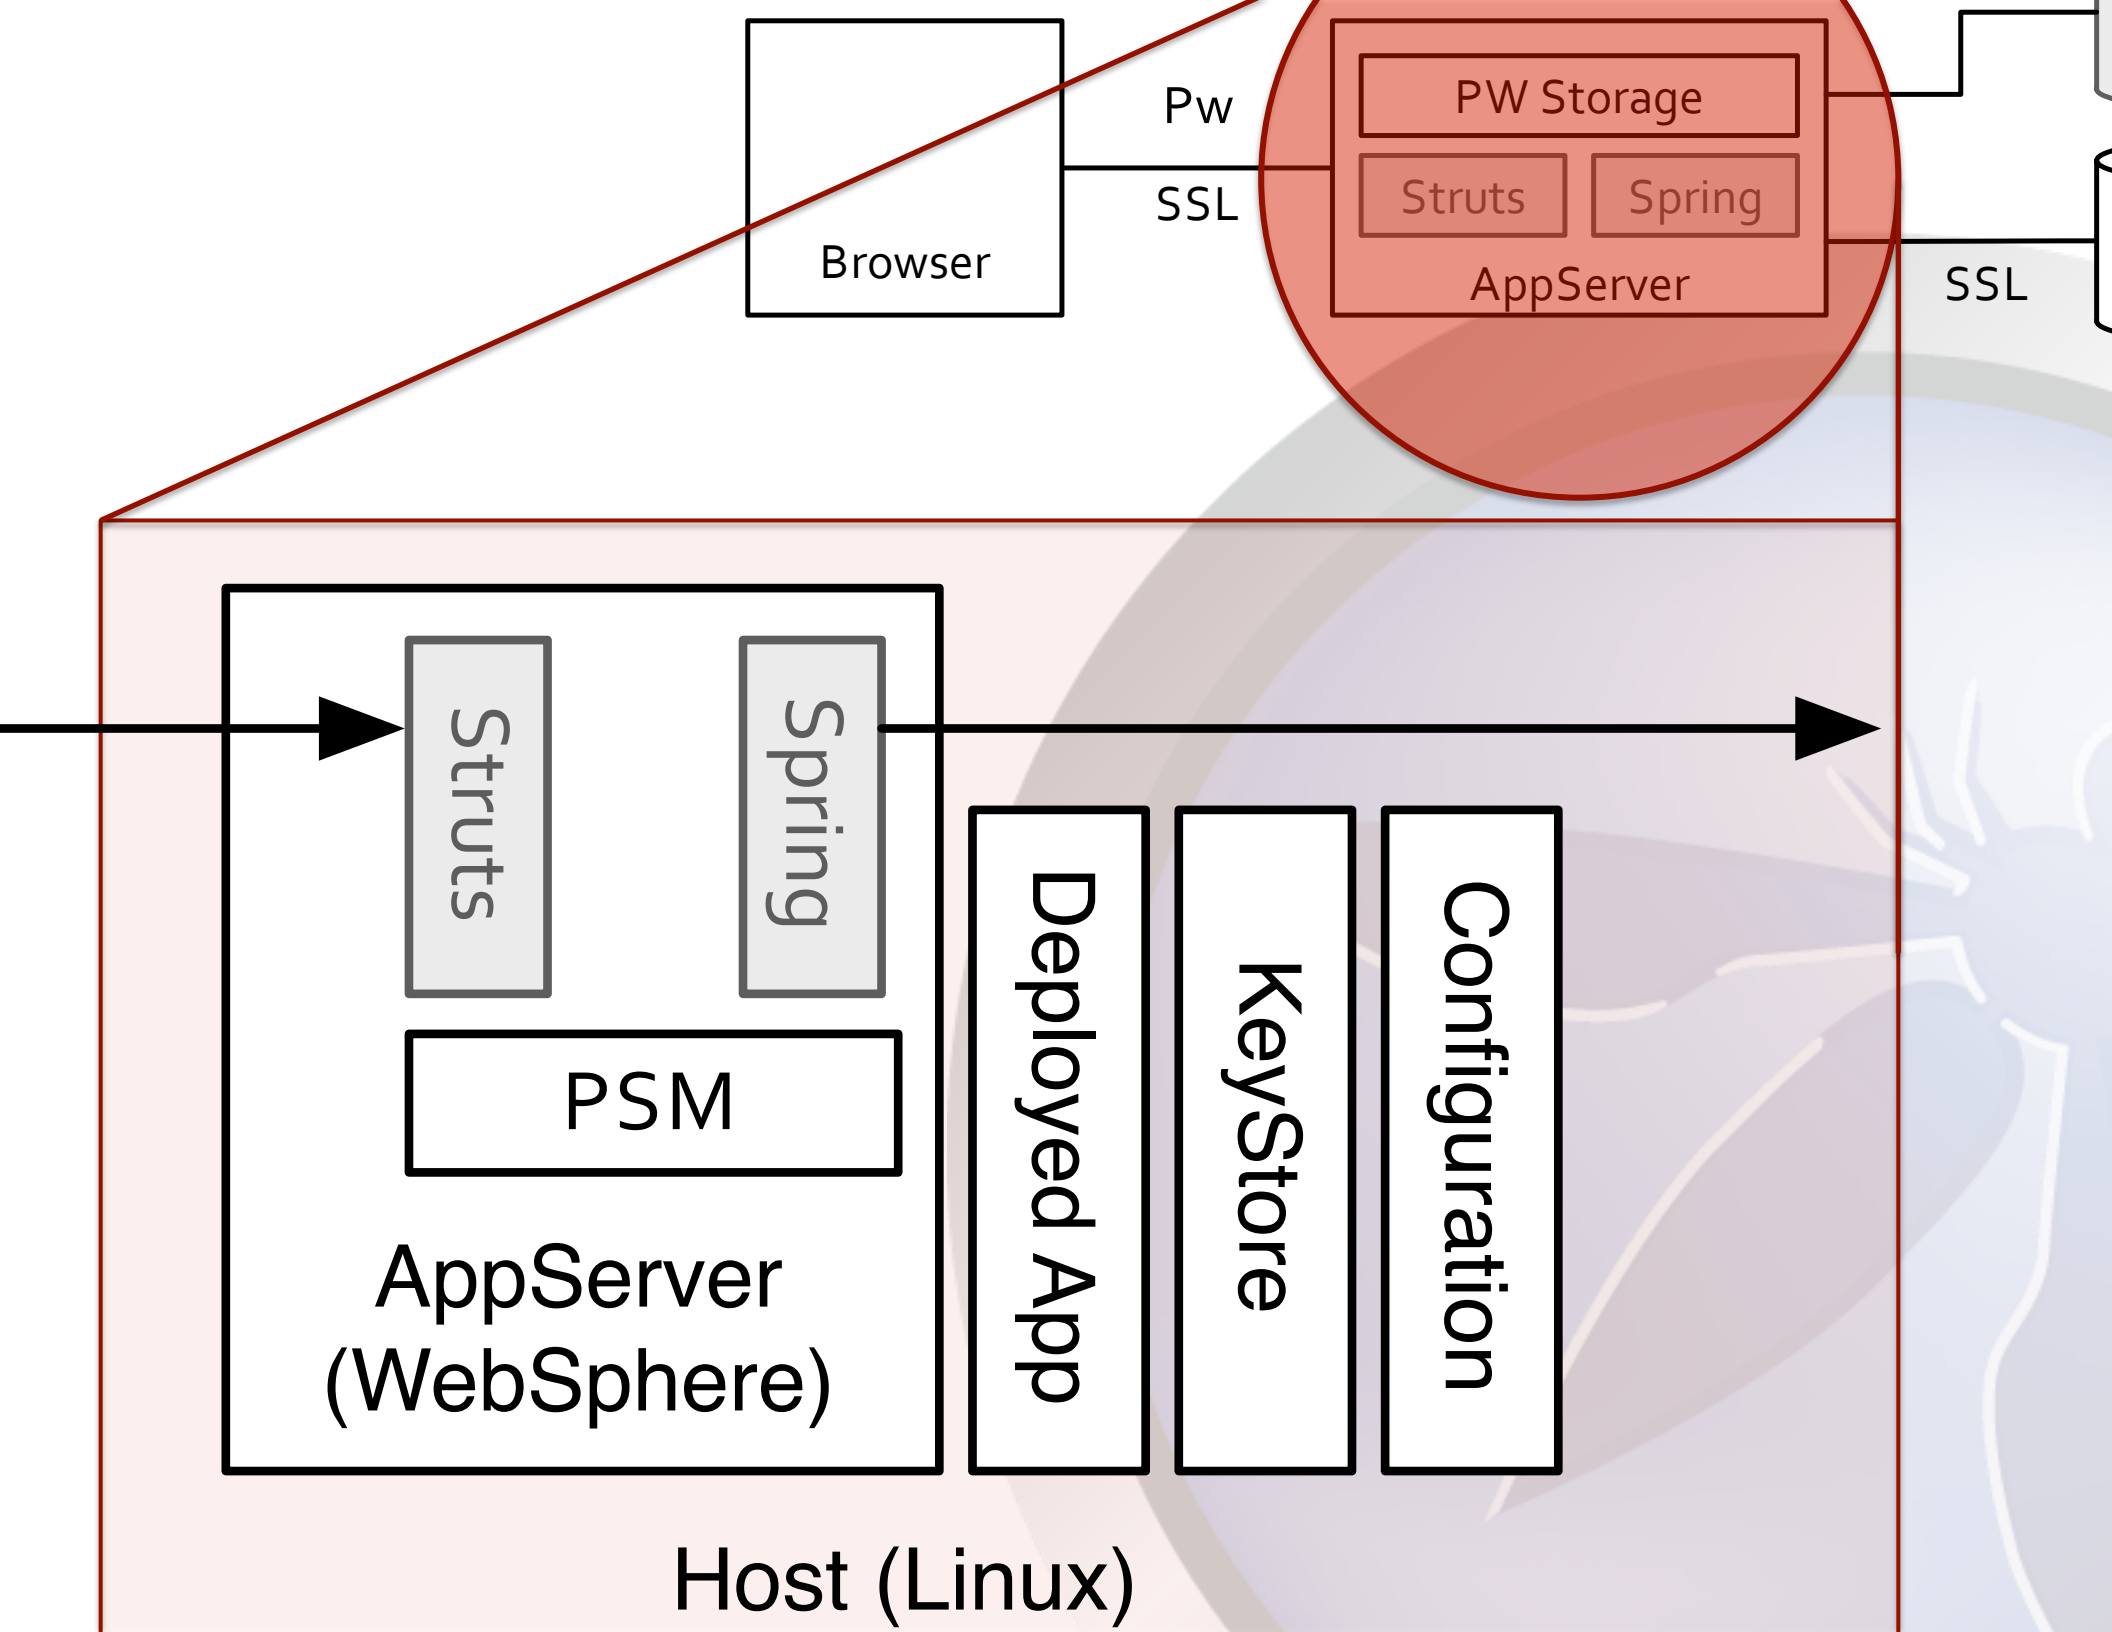 Pw
SSL
Browser
PW Storage
Struts
Spring
AppServer
SSL
Struts
Spring
PSM
AppServer
(WebSphere)
Deployed App
KeyStore
Configuration
Host (Linux)